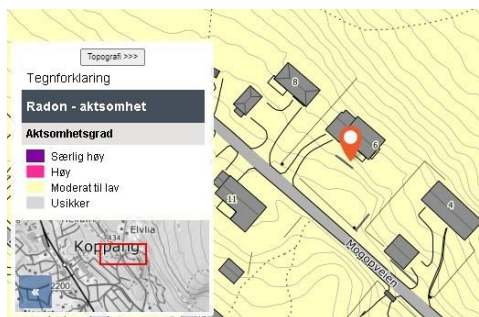 Topografi >>>
Tegnforklaring
Radon - aktsomhet
Aktsomhetsgrad
Særlig høy
Høy
Moderat til lav
Usikker
Elvlia
434
Koppang
2200
«
8
6
11
4
Mogopveien